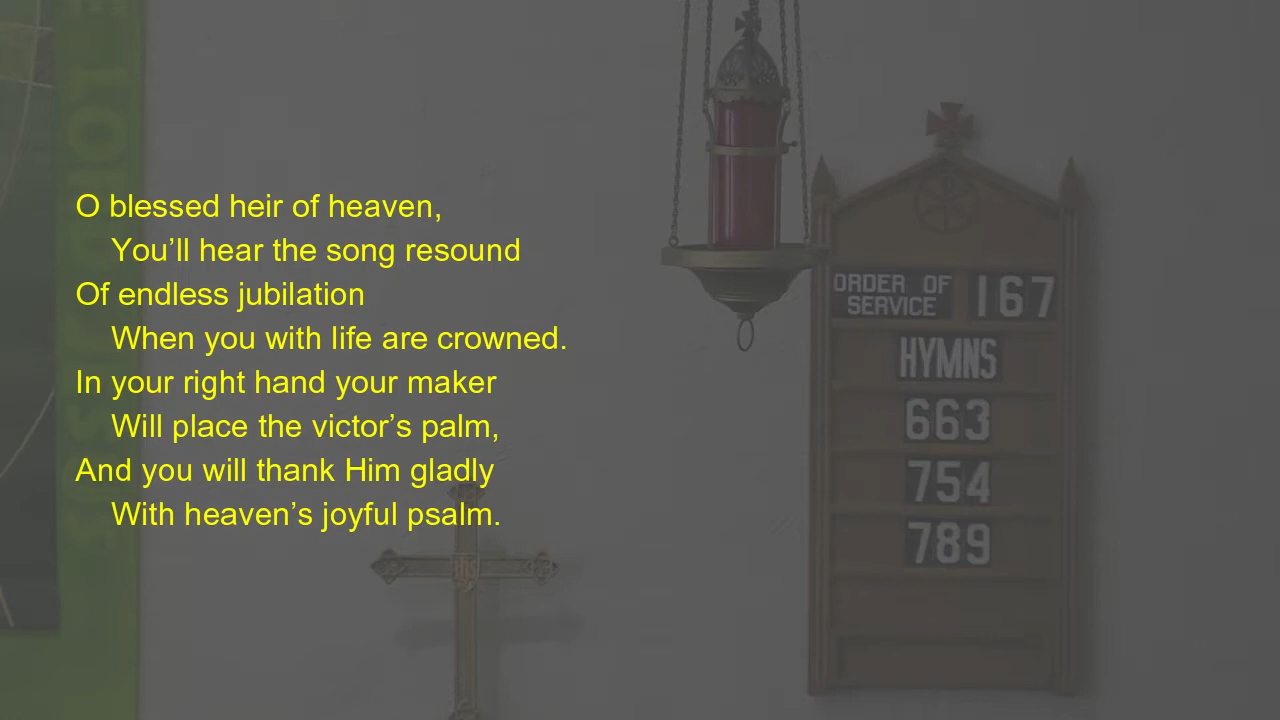 O blessed heir of heaven,
You’ll hear the song resound
Of endless jubilation
When you with life are crowned.
In your right hand your maker
Will place the victor’s palm,
And you will thank Him gladly
With heaven’s joyful psalm.
ORDER OF
SERVICE 167
HYMNS
663
754
789
ihs